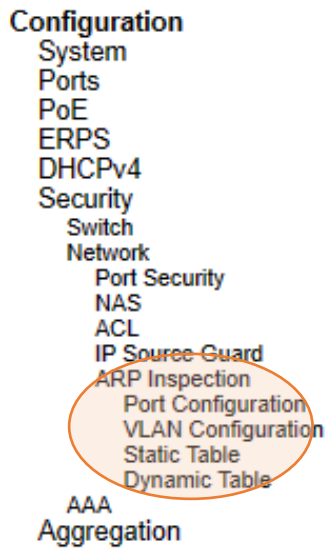 Configuration
System
Ports
PoE
ERPS
DHCPv4
Security
Switch
Network
Port Security
NAS
ACL
IP Source Guard
ARP Inspection
Port Configuration
VLAN Configuration
Static Table
Dynamic Table
AAA
Aggregation